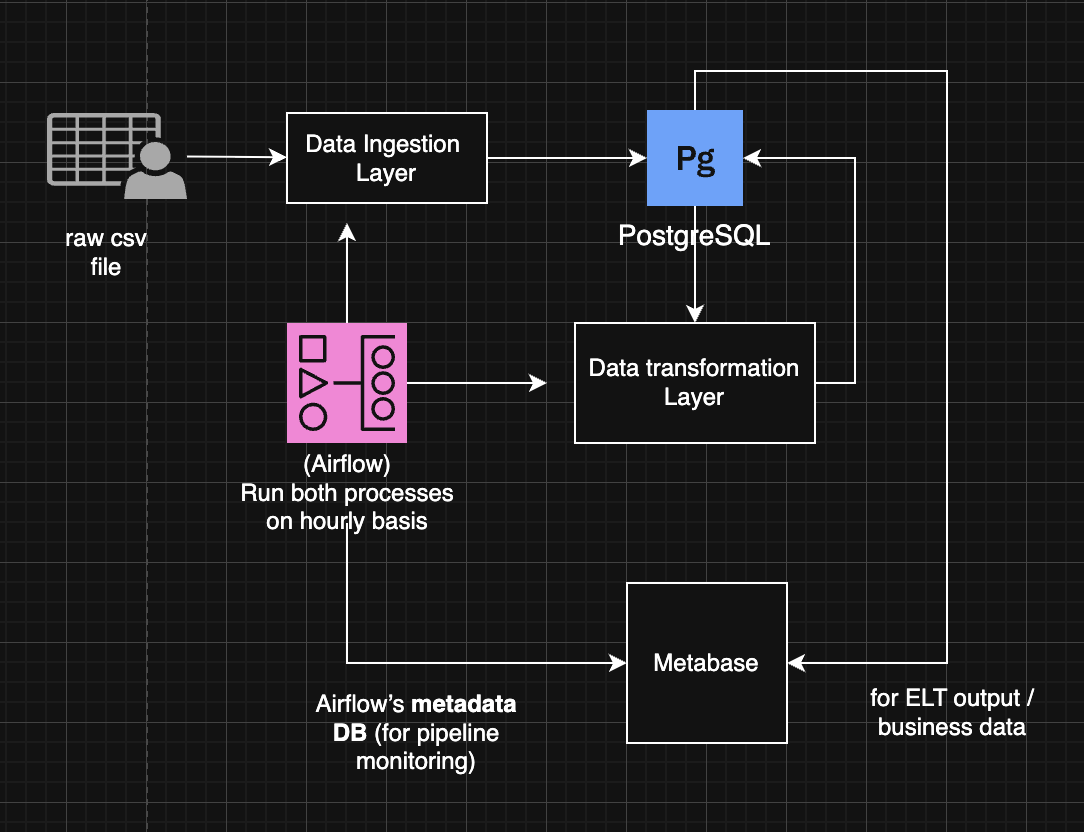 Data Ingestion
Layer
Pg
PostgreSQL
raw csv
file
Data transformation
Layer
(Airflow)
Run both processes
on hourly basis
Metabase
Airflow’s metadata
DB (for pipeline
monitoring)
for ELT output /
business data